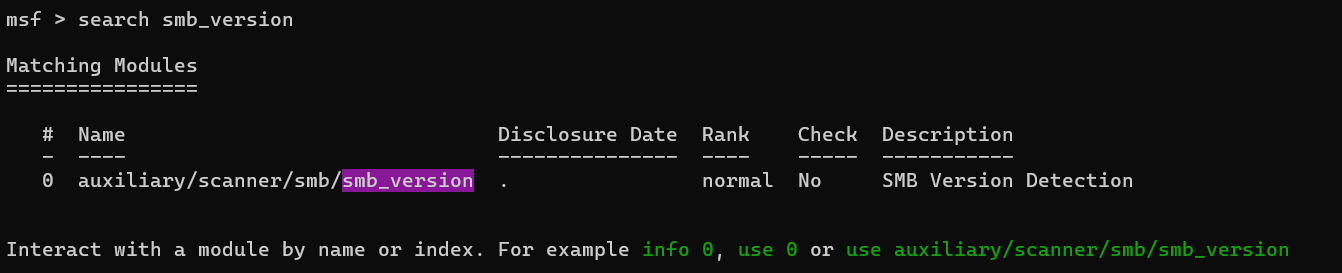 msf > search smb_version
Matching Modules
================
#  Name                                Disclosure Date  Rank    Check  Description
-  ----                                ---------------  ----    -----  -----------
0  auxiliary/scanner/smb/smb_version  .                normal  No     SMB Version Detection
Interact with a module by name or index. For example info 0, use 0 or use auxiliary/scanner/smb/smb_version